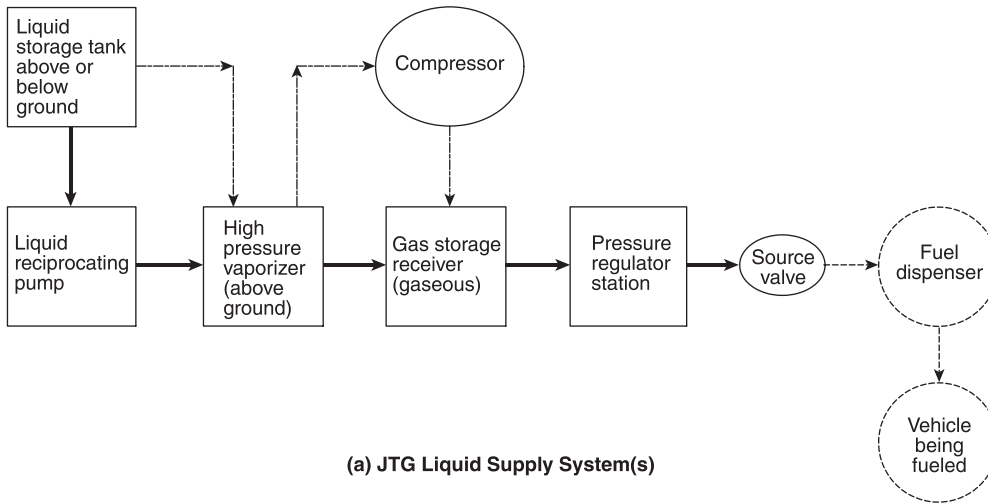 Liquid
storage tank
above or
below
ground
Compressor
Liquid
reciprocating
pump
High
pressure
vaporizer
(above
ground)
Gas storage
receiver
(gaseous)
Pressure
regulator
station
Source
valve
Fuel
dispenser
Vehicle
being
fueled
(a) JTG Liquid Supply System(s)